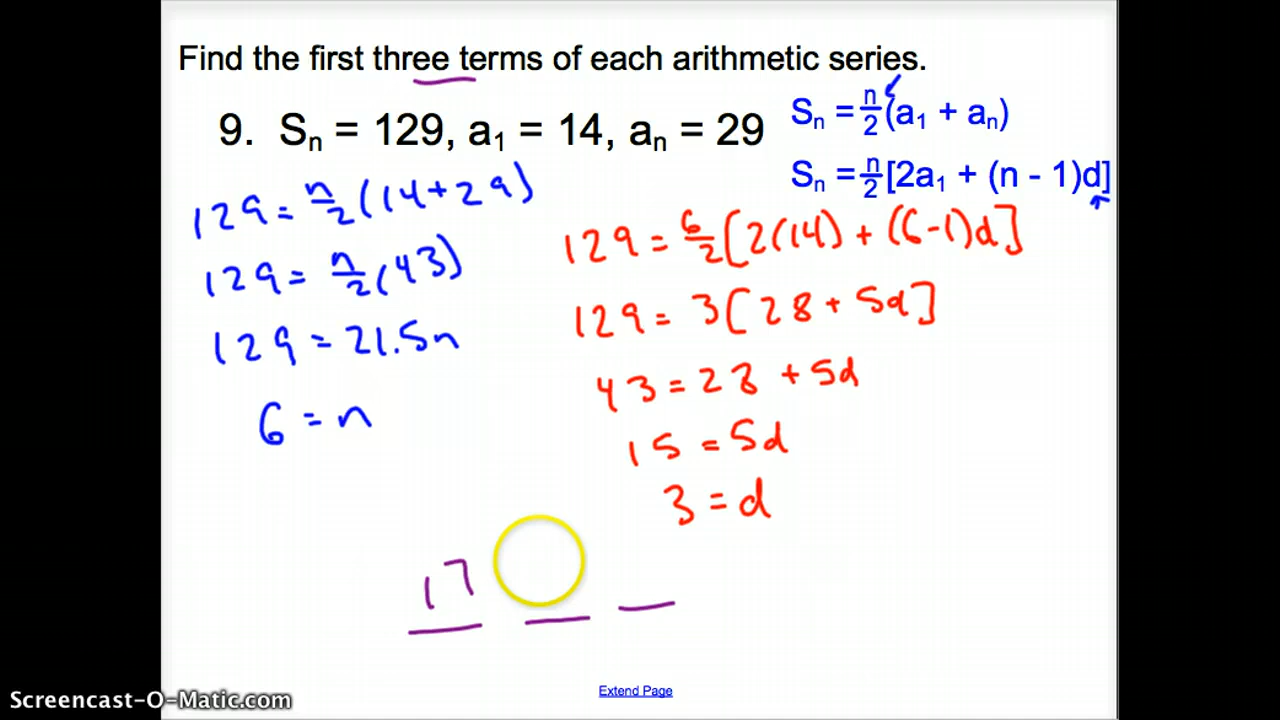 Find the first three terms of each arithmetic series.
9. Sₙ = 129, a₁ = 14, aₙ = 29
Sₙ = n/2 (a₁ + aₙ)
Sₙ = n/2 [2a₁ + (n - 1)d]
129 = n/2 (14 + 29)
129 = n/2 (43)
129 = 21.5n
6 = n
129 = 6/2 [2(14) + (6-1)d]
129 = 3[28 + 5d]
43 = 28 + 5d
15 = 5d
3 = d
17
Extend Page
Screencast-O-Matic.com